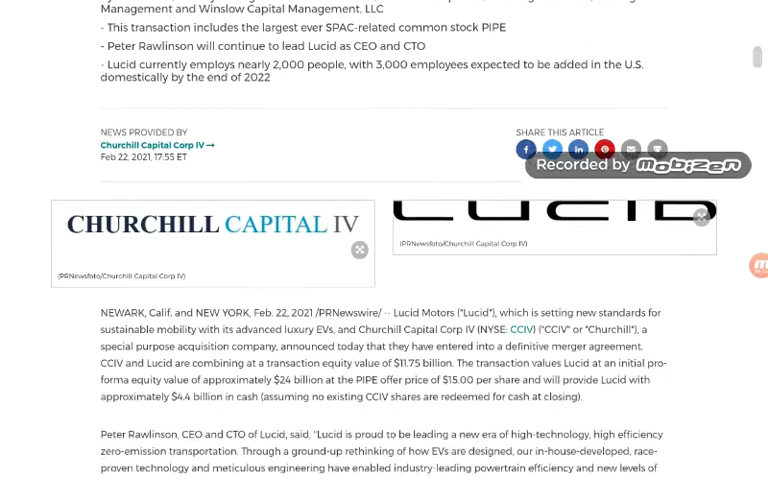 Management and Winslow Capital Management, LLC
- This transaction includes the largest ever SPAC-related common stock PIPE
- Peter Rawlinson will continue to lead Lucid as CEO and CTO
- Lucid currently employs nearly 2,000 people, with 3,000 employees expected to be added in the U.S.
domestically by the end of 2022
NEWS PROVIDED BY
Churchill Capital Corp IV →
Feb 22, 2021, 17:55 ET
SHARE THIS ARTICLE
Recorded by mobizen
CHURCHILL CAPITAL IV
(PRNewsfoto/Churchill Capital Corp IV)
LUCID
(PRNewsfoto/Churchill Capital Corp IV)
NEWARK, Calif. and NEW YORK, Feb. 22, 2021 /PRNewswire/ -- Lucid Motors ("Lucid"), which is setting new standards for
sustainable mobility with its advanced luxury EVs, and Churchill Capital Corp IV (NYSE: CCIV) ("CCIV" or "Churchill"), a
special purpose acquisition company, announced today that they have entered into a definitive merger agreement.
CCIV and Lucid are combining at a transaction equity value of $11.75 billion. The transaction values Lucid at an initial pro-
forma equity value of approximately $24 billion at the PIPE offer price of $15.00 per share and will provide Lucid with
approximately $4.4 billion in cash (assuming no existing CCIV shares are redeemed for cash at closing).
Peter Rawlinson, CEO and CTO of Lucid, said, "Lucid is proud to be leading a new era of high-technology, high efficiency
zero-emission transportation. Through a ground-up rethinking of how EVs are designed, our in-house-developed, race-
proven technology and meticulous engineering have enabled industry-leading powertrain efficiency and new levels of